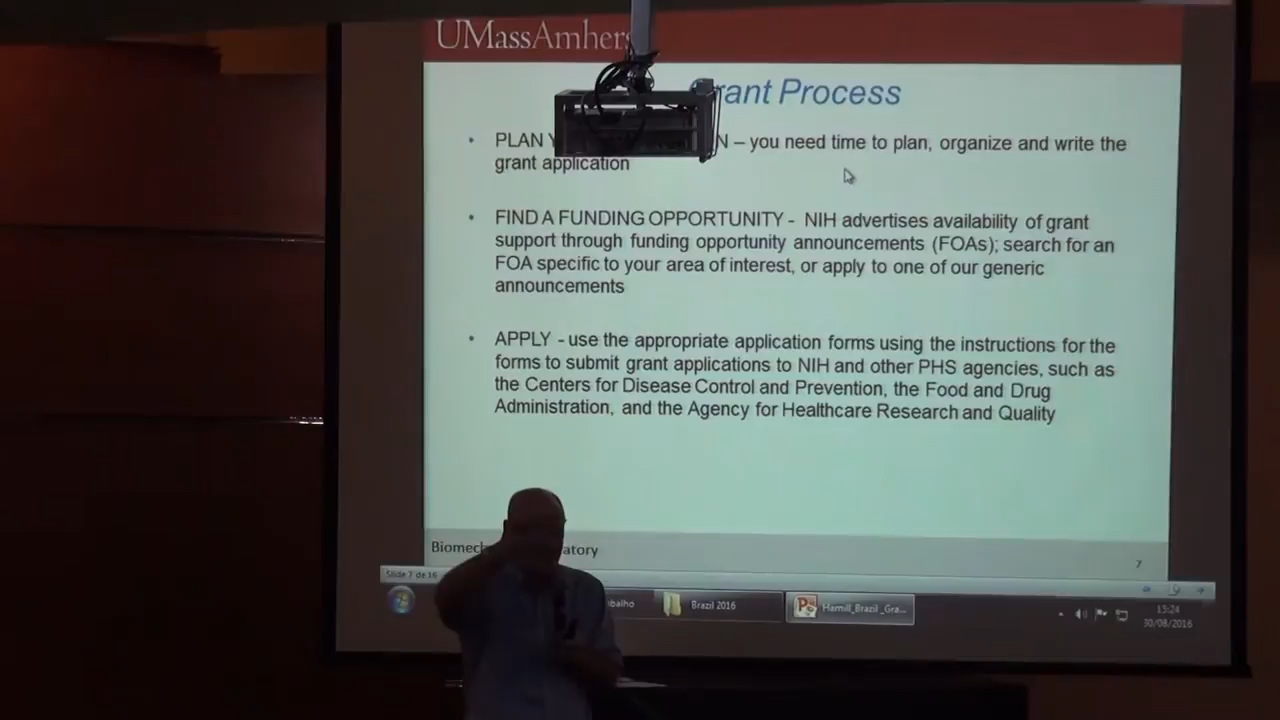 UMassAmhers
Grant Process
• PLAN – you need time to plan, organize and write the
grant application
• FIND A FUNDING OPPORTUNITY - NIH advertises availability of grant
support through funding opportunity announcements (FOAs); search for an
FOA specific to your area of interest, or apply to one of our generic
announcements
• APPLY - use the appropriate application forms using the instructions for the
forms to submit grant applications to NIH and other PHS agencies, such as
the Centers for Disease Control and Prevention, the Food and Drug
Administration, and the Agency for Healthcare Research and Quality
Biomech atory
7
Slide 7 de 16
balho
Brazil 2016
Hamill_Brazil_Gra...
13:24
30/08/2016